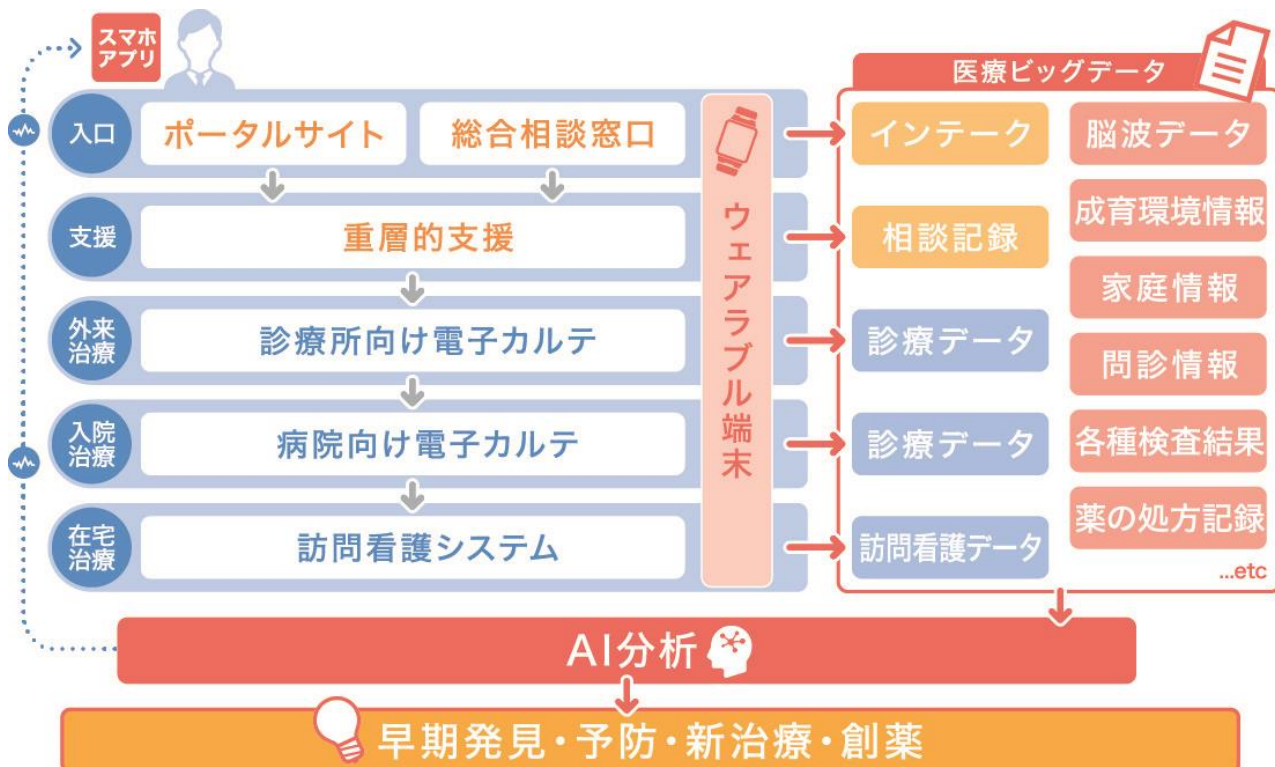 スマホ
アプリ
医療ビッグデータ
入口
ポータルサイト
総合相談窓口
支援
重層的支援
外来
治療
診療所向け電子カルテ
入院
治療
病院向け電子カルテ
在宅
治療
訪問看護システム
ウェアラブル端末
インテーク
相談記録
診療データ
診療データ
訪問看護データ
脳波データ
成育環境情報
家庭情報
問診情報
各種検査結果
薬の処方記録
...etc
AI分析
早期発見・予防・新治療・創薬